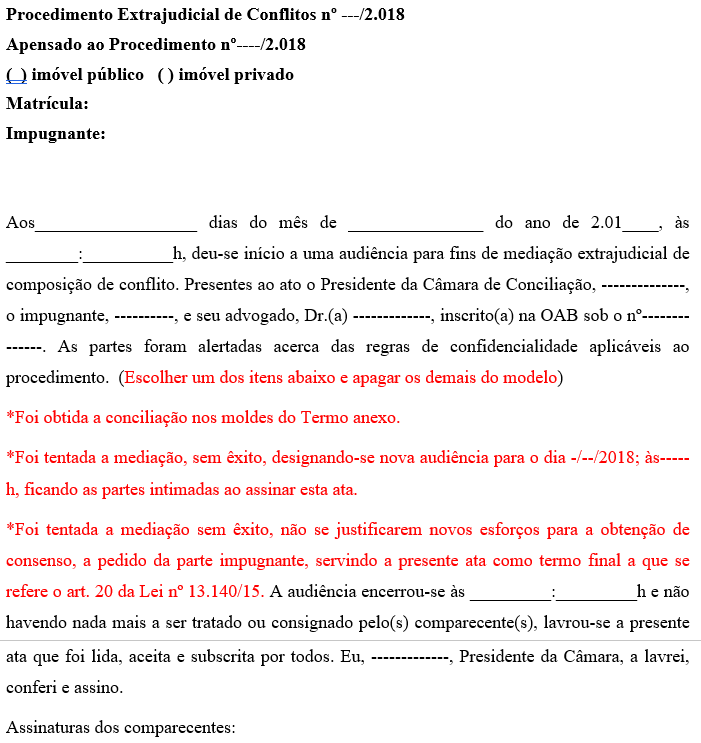 Procedimento Extrajudicial de Conflitos nº ---/2.018
Apensado ao Procedimento nº----/2.018
(_) imóvel público ( ) imóvel privado
Matrícula:
Impugnante:
Aos_____________________ dias do mês de _______________ do ano de 2.01____, às
________:__________h, deu-se início a uma audiência para fins de mediação extrajudicial de
composição de conflito. Presentes ao ato o Presidente da Câmara de Conciliação, --------------,
o impugnante, ----------, e seu advogado, Dr.(a) -------------, inscrito(a) na OAB sob o nº--------
------. As partes foram alertadas acerca das regras de confidencialidade aplicáveis ao
procedimento. (Escolher um dos itens abaixo e apagar os demais do modelo)
*Foi obtida a conciliação nos moldes do Termo anexo.
*Foi tentada a mediação, sem êxito, designando-se nova audiência para o dia -/--/2018; às-----
h, ficando as partes intimadas ao assinar esta ata.
*Foi tentada a mediação sem êxito, não se justificarem novos esforços para a obtenção de
consenso, a pedido da parte impugnante, servindo a presente ata como termo final a que se
refere o art. 20 da Lei nº 13.140/15. A audiência encerrou-se às _________:_________h e não
havendo nada mais a ser tratado ou consignado pelo(s) comparecente(s), lavrou-se a presente
ata que foi lida, aceita e subscrita por todos. Eu, -------------, Presidente da Câmara, a lavrei,
conferi e assino.
Assinaturas dos comparecentes: